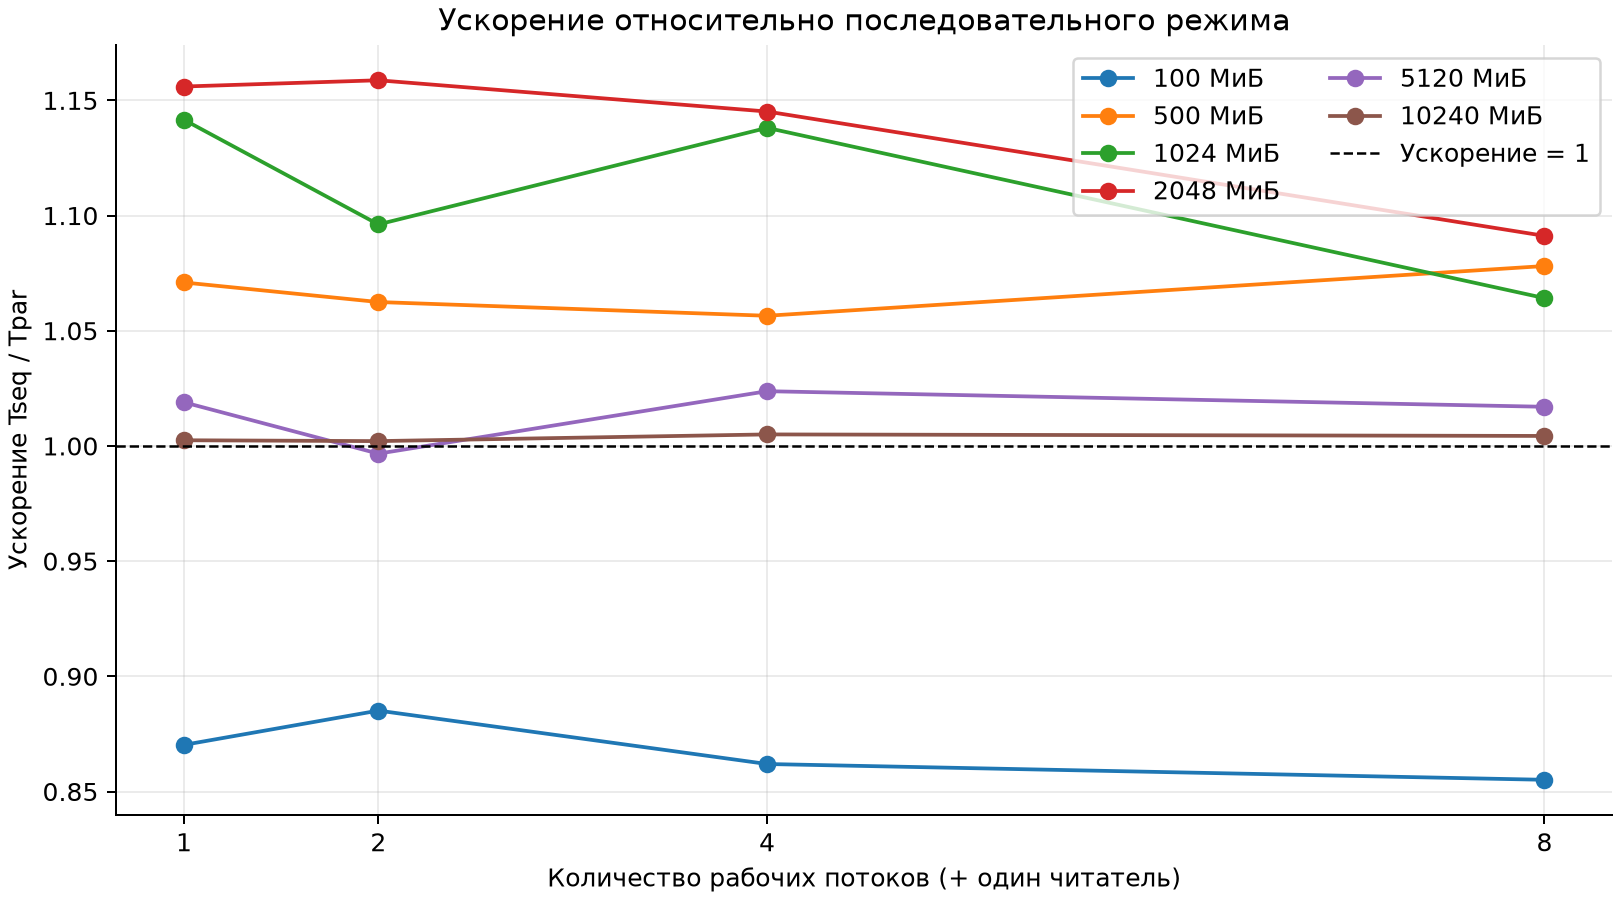 Ускорение относительно последовательного режима
Ускорение Tseq / Tpar
1.15
1.10
1.05
1.00
0.95
0.90
0.85
100 МиБ
500 МиБ
1024 МиБ
2048 МиБ
5120 МиБ
10240 МиБ
Ускорение = 1
1 2 4 8
Количество рабочих потоков (+ один читатель)